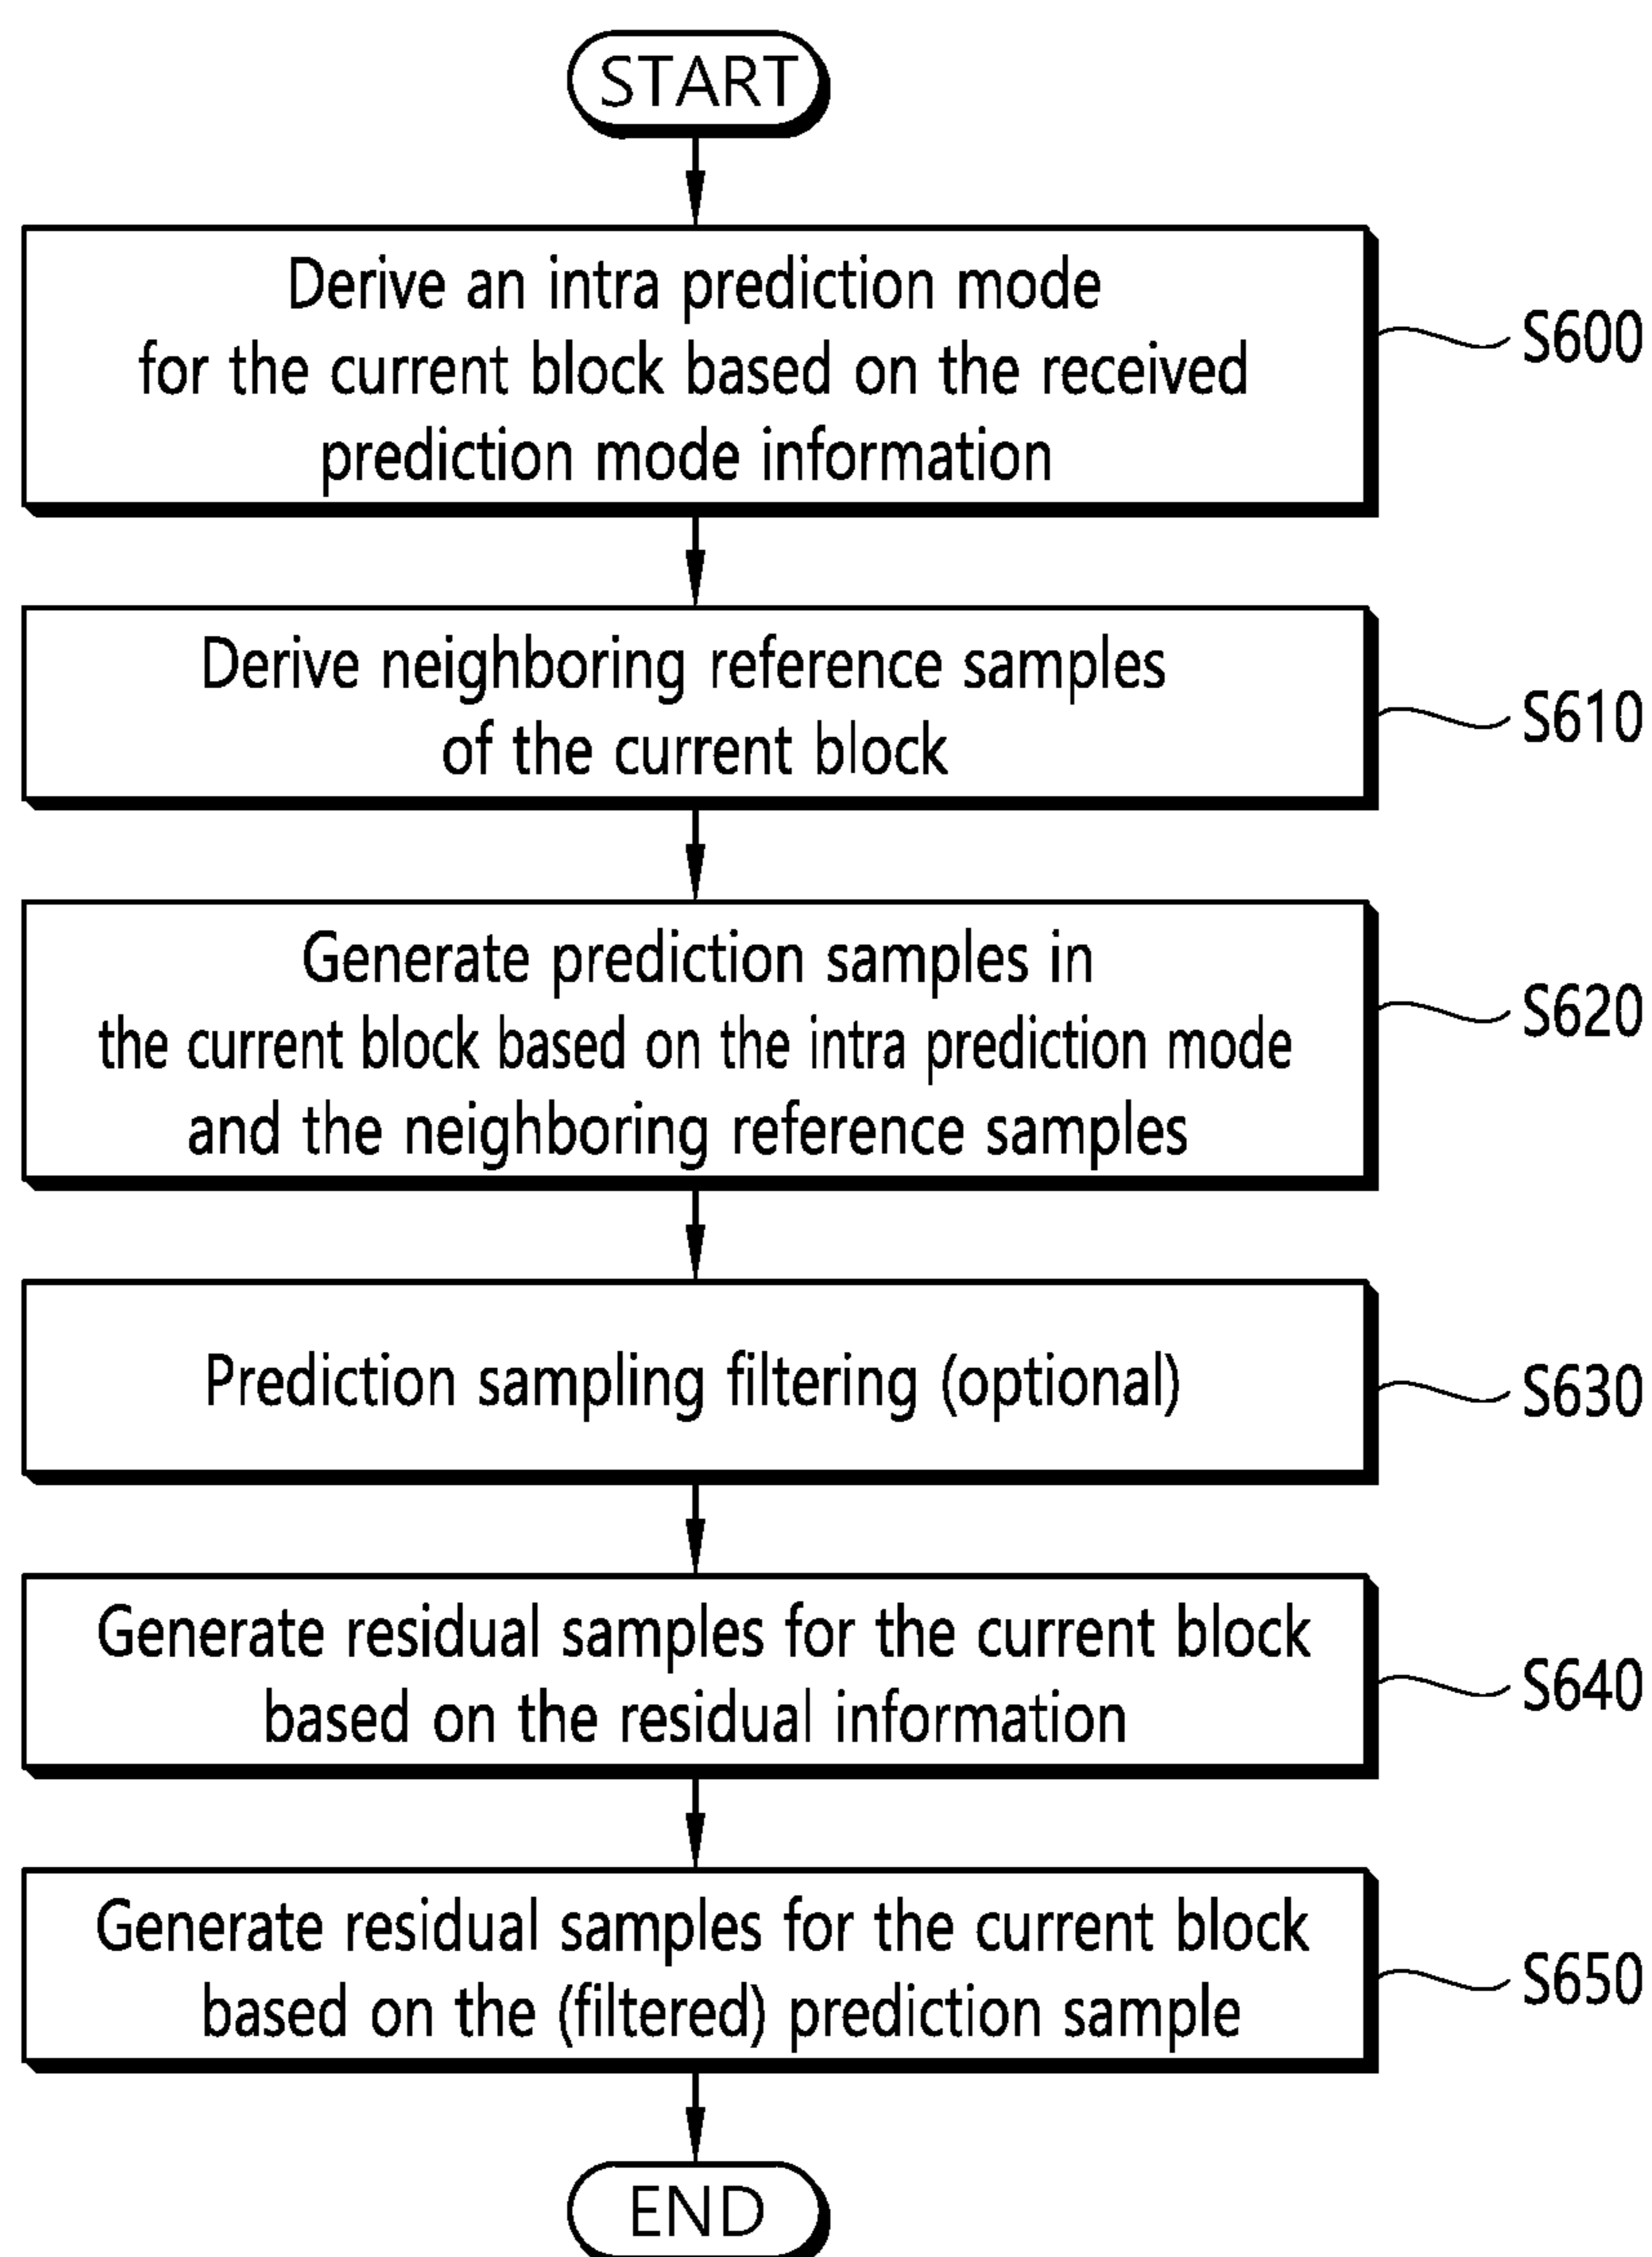 START
Derive an intra prediction mode
for the current block based on the received
prediction mode information
S600
Derive neighboring reference samples
of the current block
S610
Generate prediction samples in
the current block based on the intra prediction mode
and the neighboring reference samples
S620
Prediction sampling filtering (optional)
S630
Generate residual samples for the current block
based on the residual information
S640
Generate residual samples for the current block
based on the (filtered) prediction sample
S650
END